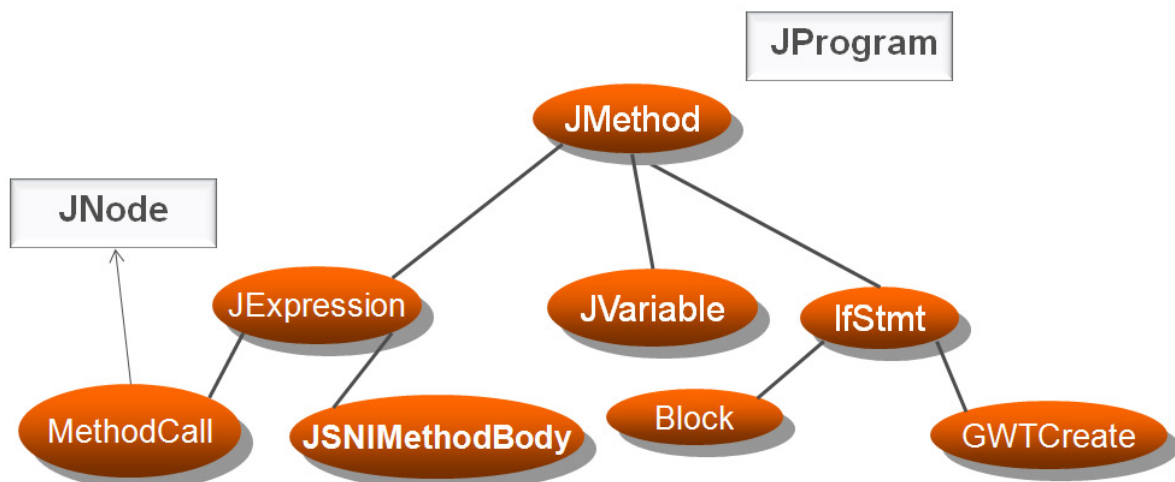 JProgram
JMethod
JNode
JExpression
JVariable
IfStmt
MethodCall
JSNIMethodBody
Block
GWTCreate